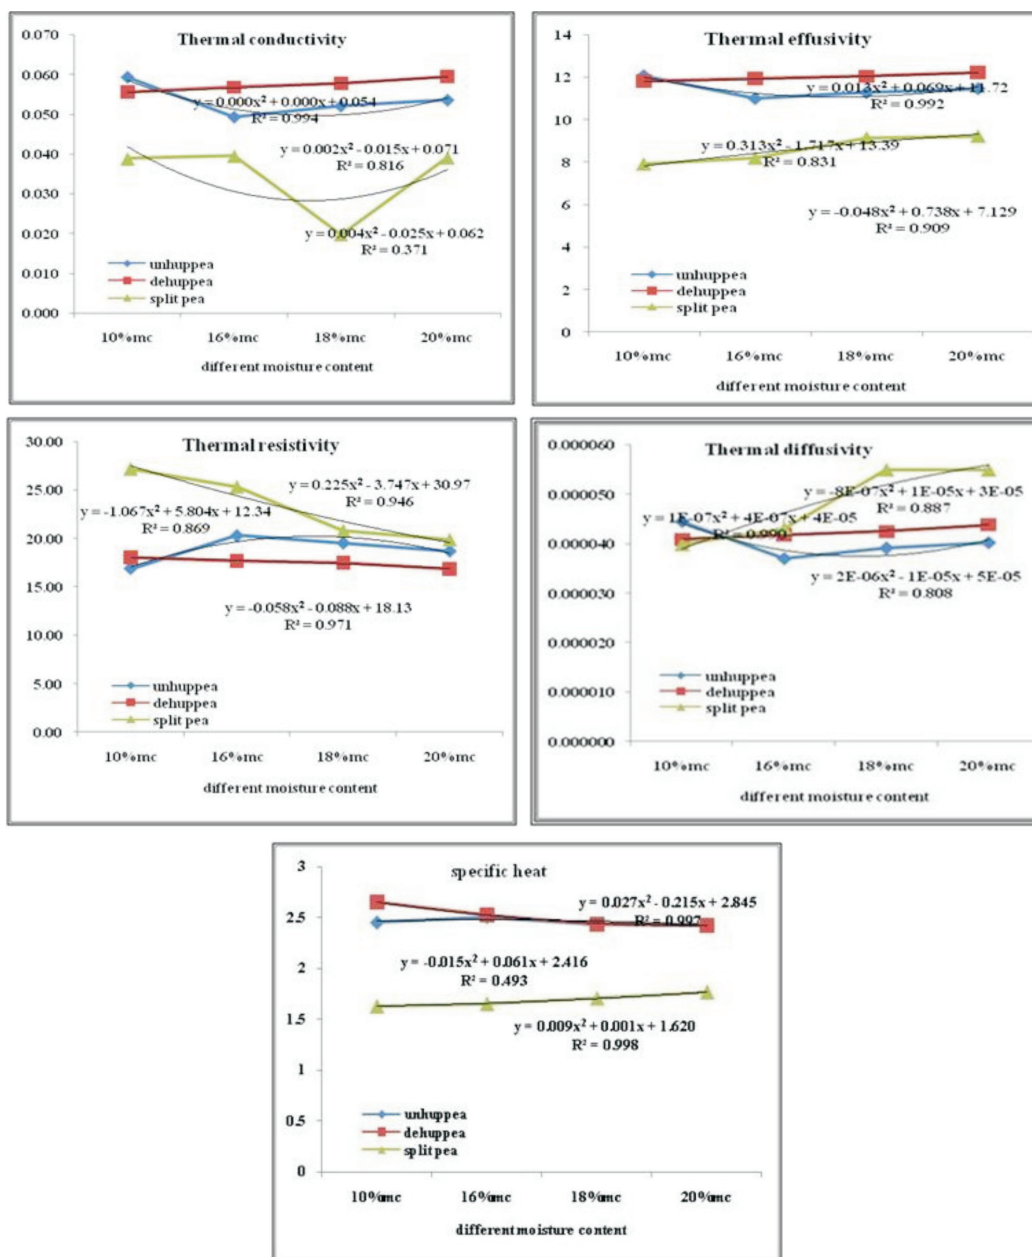 Thermal conductivity
0.070
0.060
0.050
0.040
0.030
0.020
0.010
0.000
y = 0.000x² + 0.000x + 0.054
R² = 0.994
y = 0.002x² - 0.015x + 0.071
R² = 0.816
y = 0.004x² - 0.025x + 0.062
R² = 0.371
unhuppea
dehuppea
split pea
10%mc 16%mc 18%mc 20%mc
different moisture content
Thermal effusivity
14
12
10
8
6
4
2
0
y = 0.013x² + 0.069x + 11.72
R² = 0.992
y = 0.313x² - 1.717x + 13.39
R² = 0.831
y = -0.048x² + 0.738x + 7.129
R² = 0.909
unhuppea
dehuppea
split pea
10%mc 16%mc 18%mc 20%mc
different moisture content
Thermal resistivity
30.00
25.00
20.00
15.00
10.00
5.00
0.00
y = 0.225x² - 3.747x + 30.97
R² = 0.946
y = -1.067x² + 5.804x + 12.34
R² = 0.869
y = -0.058x² - 0.088x + 18.13
R² = 0.971
unhuppea
dehuppea
split pea
10%mc 16%mc 18%mc 20%mc
different moisture content
Thermal diffusivity
0.000060
0.000050
0.000040
0.000030
0.000020
0.000010
0.000000
y = -8E-07x² + 1E-05x + 3E-05
R² = 0.887
y = 1E-07x² + 4E-07x + 4E-05
R² = 0.990
y = 2E-06x² - 1E-05x + 5E-05
R² = 0.808
unhuppea
dehuppea
split pea
10%mc 16%mc 18%mc 20%mc
different moisture content
specific heat
3
2.5
2
1.5
1
0.5
0
y = 0.027x² - 0.215x + 2.845
R² = 0.997
y = -0.015x² + 0.061x + 2.416
R² = 0.493
y = 0.009x² + 0.001x + 1.620
R² = 0.998
unhuppea
dehuppea
split pea
10%mc 16%mc 18%mc 20%mc
different moisture content